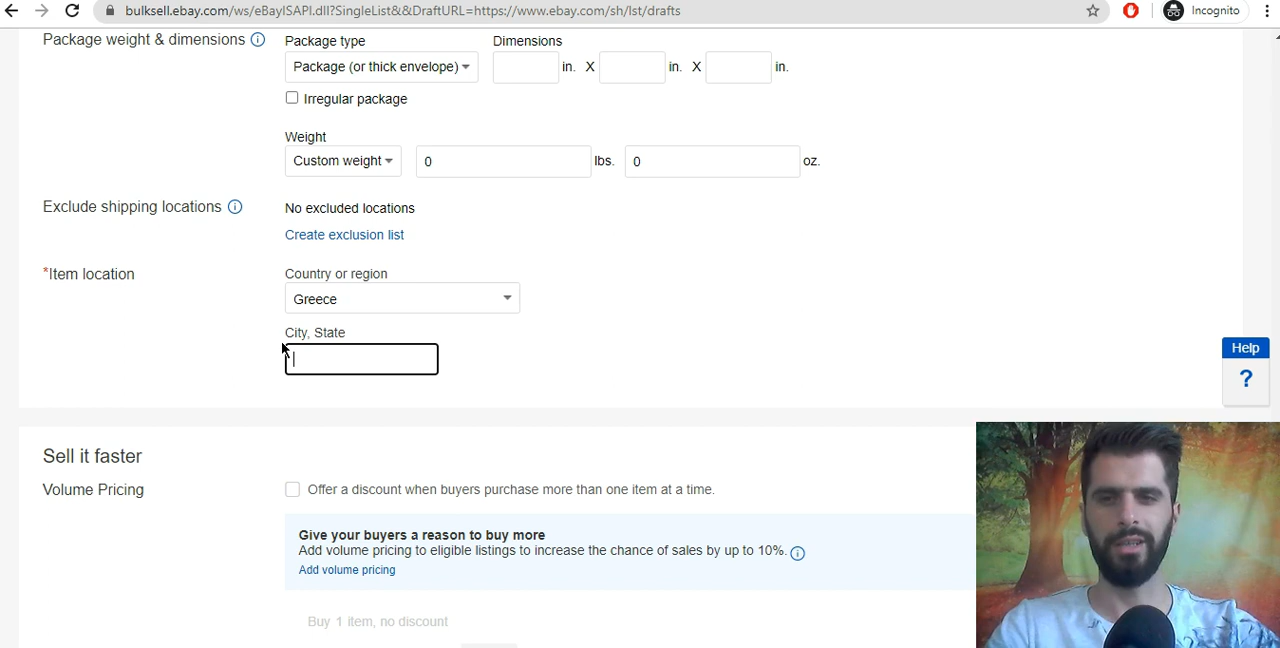 bulksell.ebay.com/ws/eBayISAPI.dll?SingleList&&DraftURL=https://www.ebay.com/sh/lst/drafts
Incognito
Package weight & dimensions
Package type
Dimensions
Package (or thick envelope)
in. X in. X in.
Irregular package
Weight
Custom weight
0 lbs. 0 oz.
Exclude shipping locations
No excluded locations
Create exclusion list
*Item location
Country or region
Greece
City, State
Help
?
Sell it faster
Volume Pricing
Offer a discount when buyers purchase more than one item at a time.
Give your buyers a reason to buy more
Add volume pricing to eligible listings to increase the chance of sales by up to 10%.
Add volume pricing
Buy 1 item, no discount